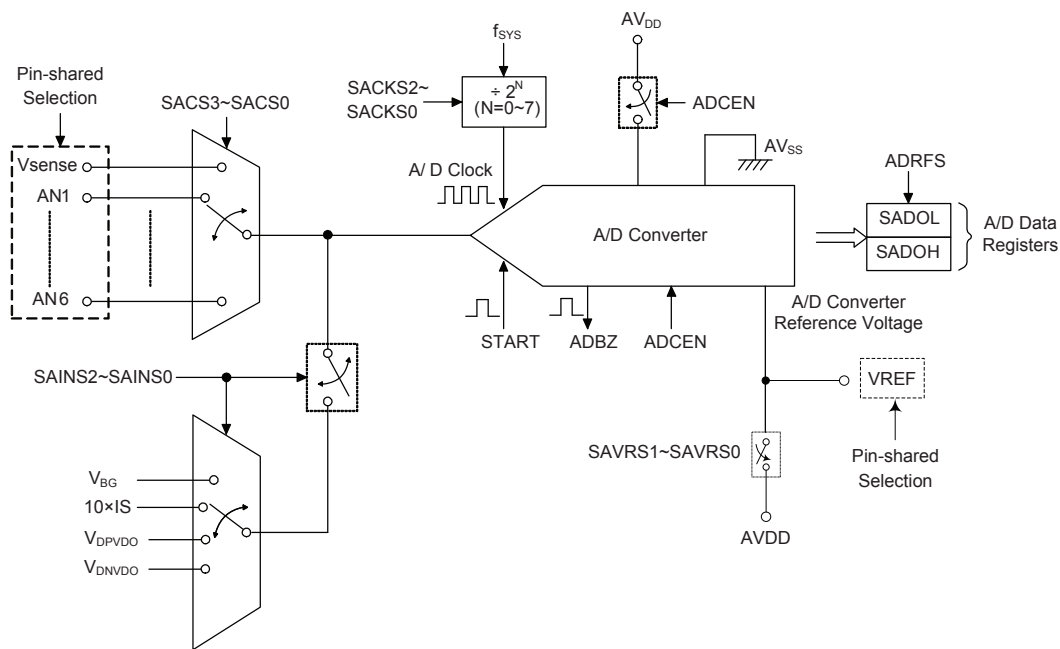 Pin-shared
Selection
Vsense
AN1
AN6
SACS3~SACS0
SACKS2~
SACKS0
fSYS
÷ 2^N
(N=0~7)
A/ D Clock
AVDD
ADCEN
AVSS
A/D Converter
ADRFS
SADOL
SADOH
A/D Data
Registers
START
ADBZ
ADCEN
A/D Converter
Reference Voltage
VREF
Pin-shared
Selection
SAVRS1~SAVRS0
AVDD
SAINS2~SAINS0
VBG
10×IS
VDPVDO
VDNVDO